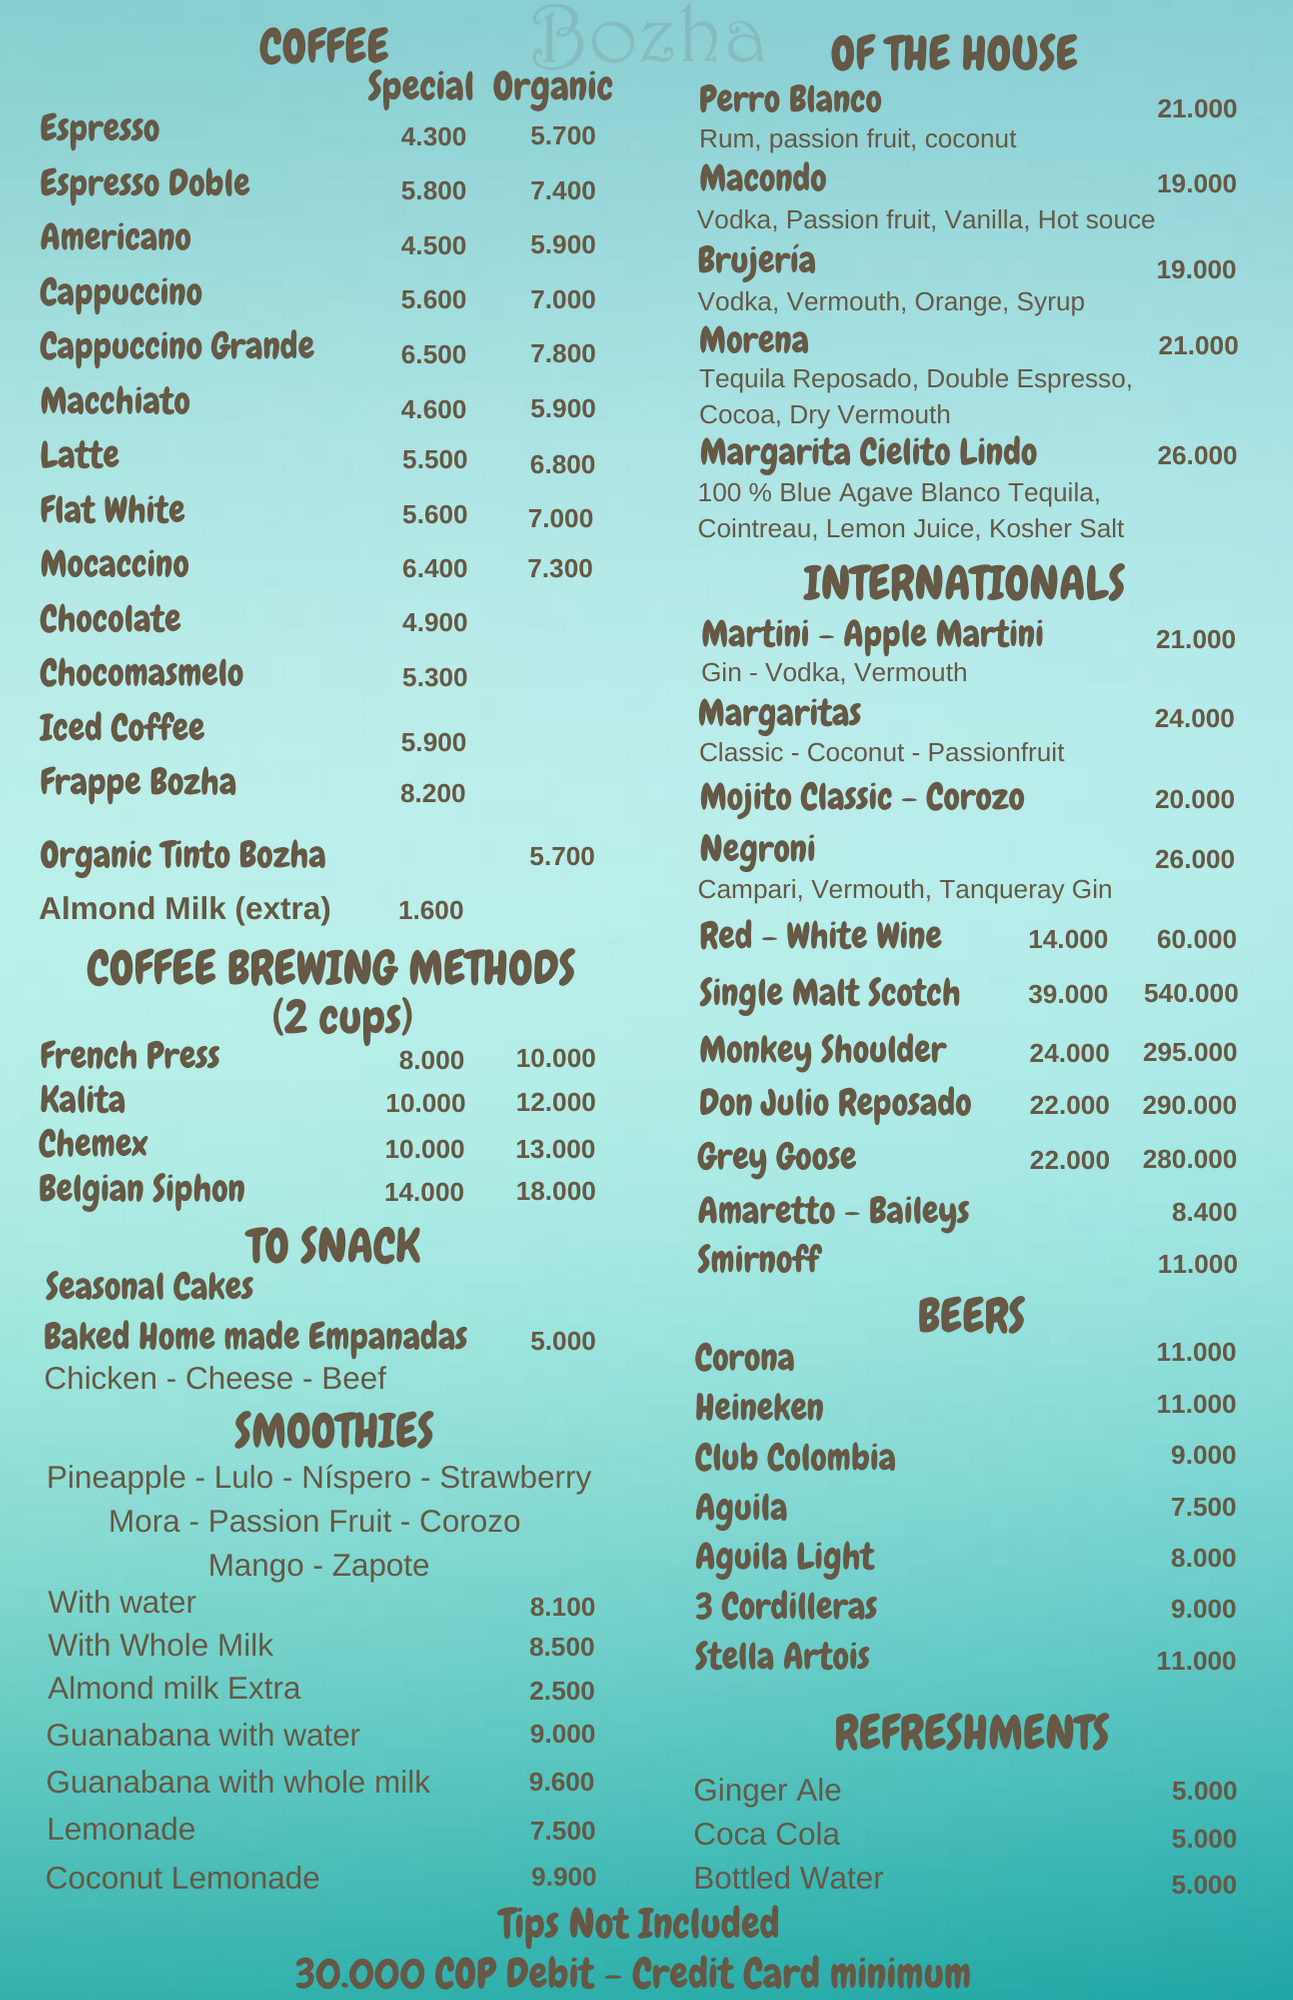 Bozha
COFFEE
Special Organic
Espresso 4.300 5.700
Espresso Doble 5.800 7.400
Americano 4.500 5.900
Cappuccino 5.600 7.000
Cappuccino Grande 6.500 7.800
Macchiato 4.600 5.900
Latte 5.500 6.800
Flat White 5.600 7.000
Mocaccino 6.400 7.300
Chocolate 4.900
Chocomasmelo 5.300
Iced Coffee 5.900
Frappe Bozha 8.200
Organic Tinto Bozha 5.700
Almond Milk (extra) 1.600
COFFEE BREWING METHODS
(2 cups)
French Press 8.000 10.000
Kalita 10.000 12.000
Chemex 10.000 13.000
Belgian Siphon 14.000 18.000
TO SNACK
Seasonal Cakes
Baked Home made Empanadas 5.000
Chicken - Cheese - Beef
SMOOTHIES
Pineapple - Lulo - Níspero - Strawberry
Mora - Passion Fruit - Corozo
Mango - Zapote
With water 8.100
With Whole Milk 8.500
Almond milk Extra 2.500
Guanabana with water 9.000
Guanabana with whole milk 9.600
Lemonade 7.500
Coconut Lemonade 9.900
OF THE HOUSE
Perro Blanco 21.000
Rum, passion fruit, coconut
Macondo 19.000
Vodka, Passion fruit, Vanilla, Hot souce
Brujería 19.000
Vodka, Vermouth, Orange, Syrup
Morena 21.000
Tequila Reposado, Double Espresso,
Cocoa, Dry Vermouth
Margarita Cielito Lindo 26.000
100 % Blue Agave Blanco Tequila,
Cointreau, Lemon Juice, Kosher Salt
INTERNATIONALS
Martini - Apple Martini 21.000
Gin - Vodka, Vermouth
Margaritas 24.000
Classic - Coconut - Passionfruit
Mojito Classic - Corozo 20.000
Negroni 26.000
Campari, Vermouth, Tanqueray Gin
Red - White Wine 14.000 60.000
Single Malt Scotch 39.000 540.000
Monkey Shoulder 24.000 295.000
Don Julio Reposado 22.000 290.000
Grey Goose 22.000 280.000
Amaretto - Baileys 8.400
Smirnoff 11.000
BEERS
Corona 11.000
Heineken 11.000
Club Colombia 9.000
Aguila 7.500
Aguila Light 8.000
3 Cordilleras 9.000
Stella Artois 11.000
REFRESHMENTS
Ginger Ale 5.000
Coca Cola 5.000
Bottled Water 5.000
Tips Not Included
30.000 COP Debit - Credit Card minimum